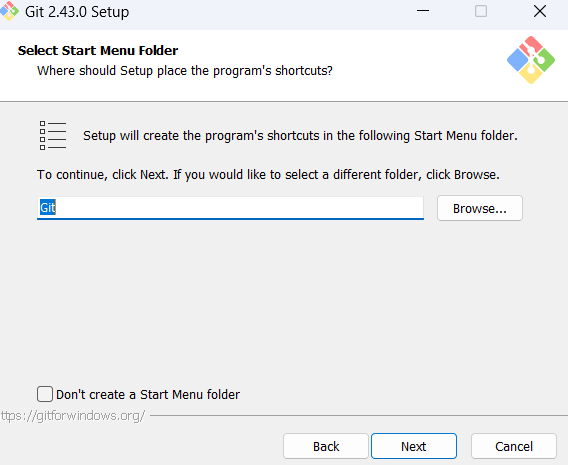 Git 2.43.0 Setup
Select Start Menu Folder
Where should Setup place the program's shortcuts?
Setup will create the program's shortcuts in the following Start Menu folder.
To continue, click Next. If you would like to select a different folder, click Browse.
Git
Browse...
Don't create a Start Menu folder
ttps://gitforwindows.org/
Back
Next
Cancel